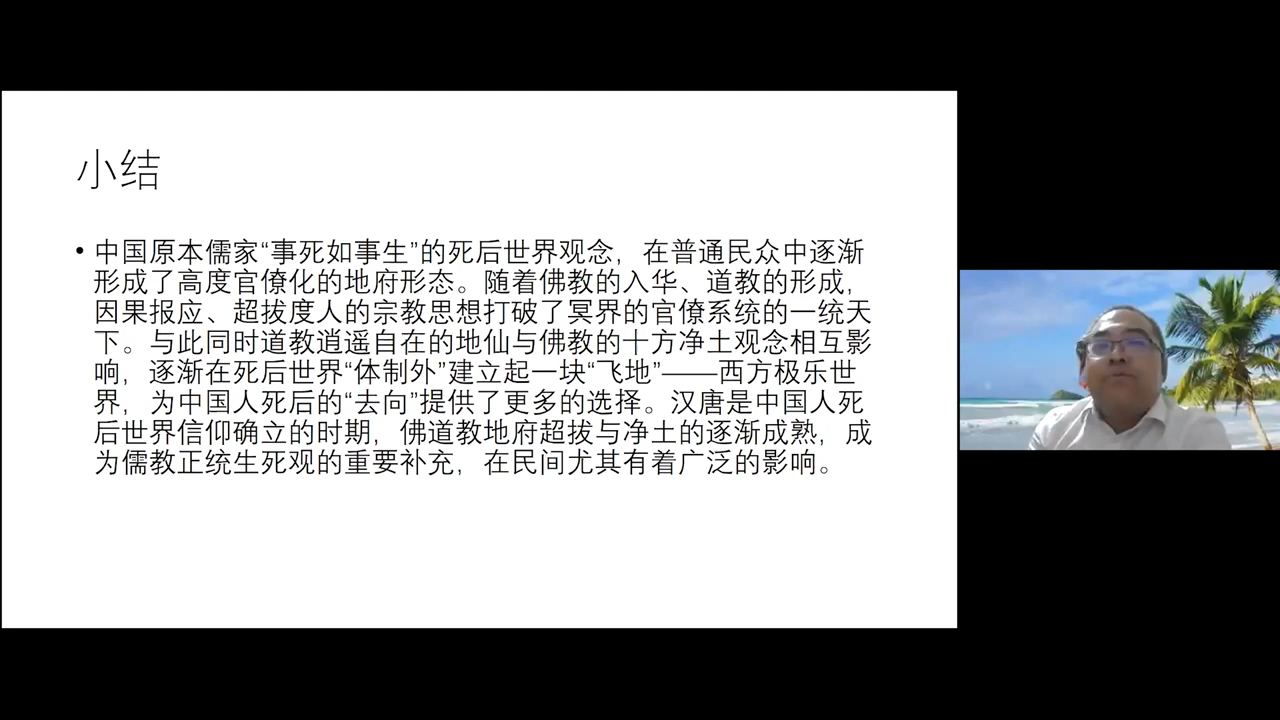 小结
• 中国原本儒家“事死如事生”的死后世界观念，在普通民众中逐渐
形成了高度官僚化的地府形态。随着佛教的入华、道教的形成，
因果报应、超拔度人的宗教思想打破了冥界的官僚系统的一统天
下。与此同时道教逍遥自在的地仙与佛教的十方净土观念相互影
响，逐渐在死后世界“体制外”建立起一块“飞地”——西方极乐世
界，为中国人死后的“去向”提供了更多的选择。汉唐是中国人死
后世界信仰确立的时期，佛道教地府超拔与净土的逐渐成熟，成
为儒教正统生死观的重要补充，在民间尤其有着广泛的影响。